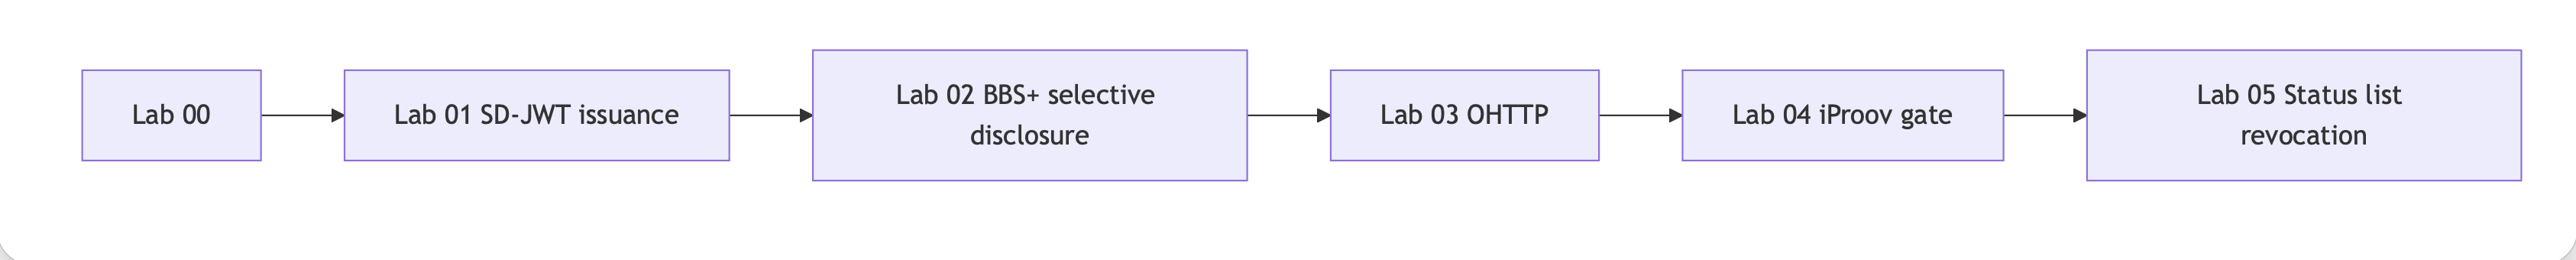 Lab 00
Lab 01 SD-JWT issuance
Lab 02 BBS+ selective
disclosure
Lab 03 OHTTP
Lab 04 iProov gate
Lab 05 Status list
revocation